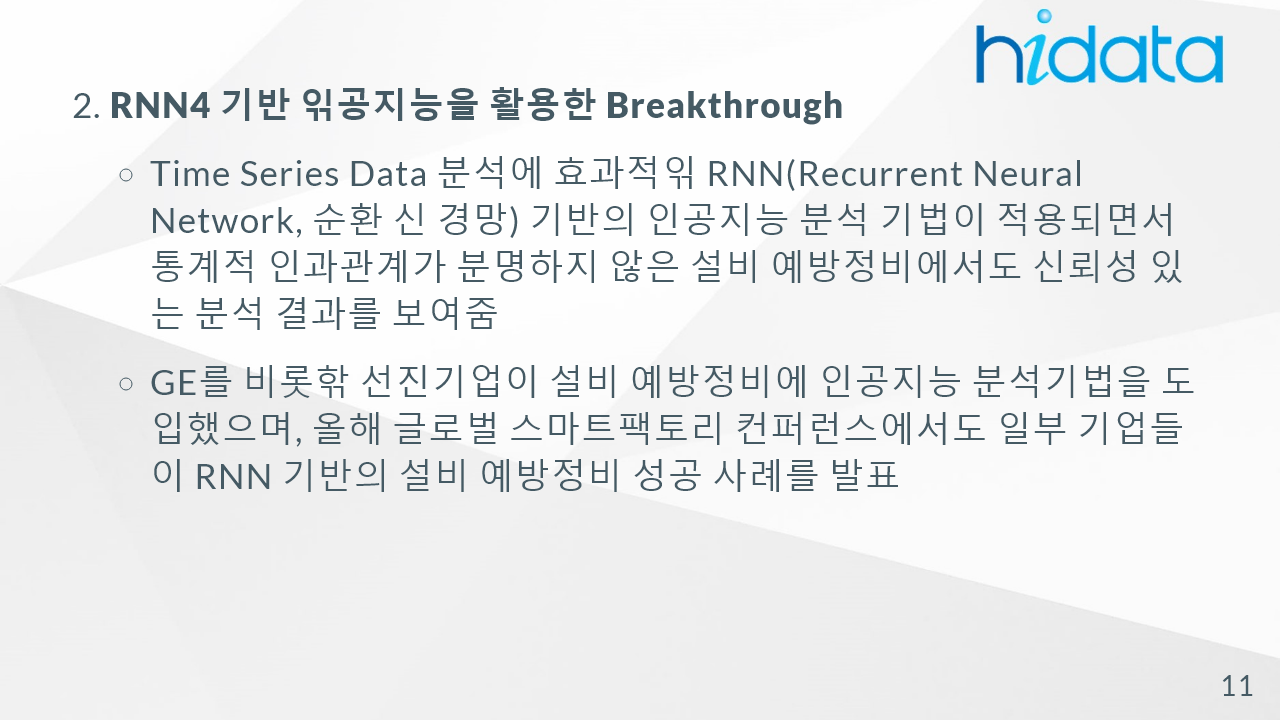 hidata
2. RNN4 기반 읶공지능을 활용한 Breakthrough
Time Series Data 분석에 효과적읶 RNN(Recurrent Neural
Network, 순환 신 경망) 기반의 인공지능 분석 기법이 적용되면서
통계적 인과관계가 분명하지 않은 설비 예방정비에서도 신뢰성 있
는 분석 결과를 보여줌
GE를 비롯핚 선진기업이 설비 예방정비에 인공지능 분석기법을 도
입했으며, 올해 글로벌 스마트팩토리 컨퍼런스에서도 일부 기업들
이 RNN 기반의 설비 예방정비 성공 사례를 발표
11